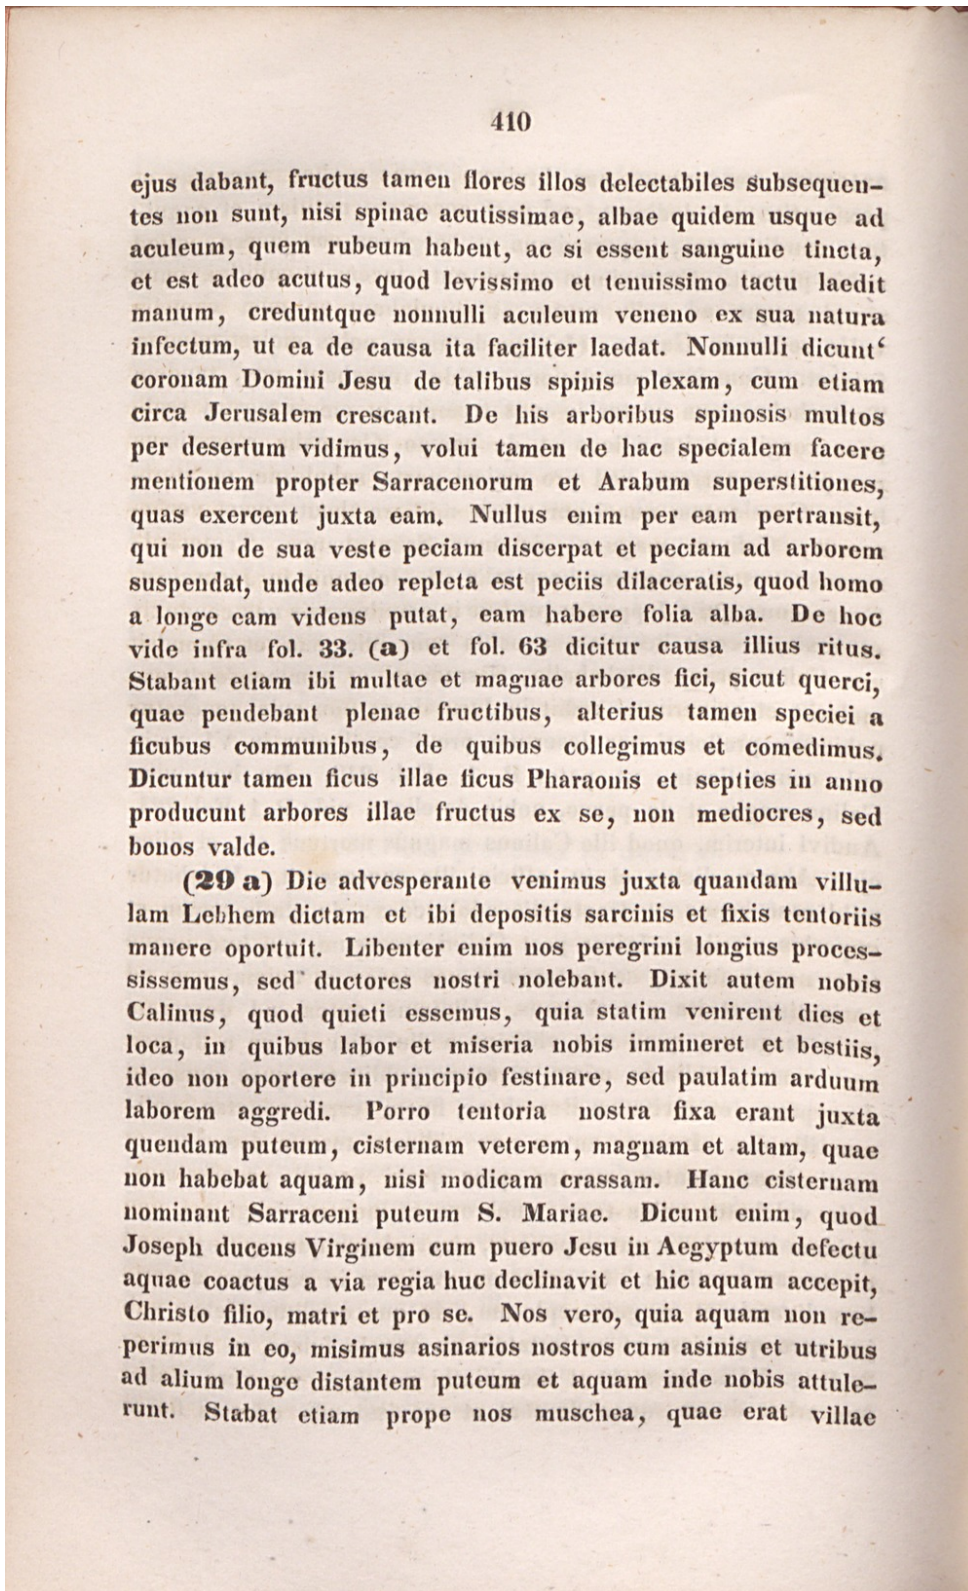 410
ejus dabant, fructus tamen flores illos delectabiles subsequen-
tes non sunt, nisi spinae acutissimae, albae quidem usque ad
aculeum, quem rubeum habent, ac si essent sanguine tincta,
et est adeo acutus, quod levissimo et tenuissimo tactu laedit
manum, creduntque nonnulli aculeum veneno ex sua natura
infectum, ut ea de causa ita faciliter laedat. Nonnulli dicunt‘
coronam Domini Jesu de talibus spinis plexam, cum etiam
circa Jerusalem crescant. De his arboribus spinosis multos
per desertum vidimus, volui tamen de hac specialem facere
mentionem propter Sarracenorum et Arabum superstitiones,
quas exercent juxta eam. Nullus enim per eam pertransit,
qui non de sua veste peciam discerpat et peciam ad arborem
suspendat, unde adeo repleta est peciis dilaceratis, quod homo
a longe eam videns putat, eam habere folia alba. De hoc
vide infra fol. 33. (a) et fol. 63 dicitur causa illius ritus.
Stabant etiam ibi multae et magnae arbores fici, sicut querci,
quae pendebant plenae fructibus, alterius tamen speciei a
ficubus communibus, de quibus collegimus et comedimus.
Dicuntur tamen ficus illae ficus Pharaonis et septies in anno
producunt arbores illae fructus ex se, non mediocres, sed
bonos valde.
(29 a) Die advesperante venimus juxta quandam villu-
lam Lebhem dictam et ibi depositis sarcinis et fixis tentoriis
manere oportuit. Libenter enim nos peregrini longius proces-
sissemus, sed ductores nostri nolebant. Dixit autem nobis
Calinus, quod quieti essemus, quia statim venirent dies et
loca, in quibus labor et miseria nobis immineret et bestiis,
ideo non oportere in principio festinare, sed paulatim arduum
laborem aggredi. Porro tentoria nostra fixa erant juxta
quendam puteum, cisternam veterem, magnam et altam, quae
non habebat aquam, nisi modicam crassam. Hanc cisternam
nominant Sarraceni puteum S. Mariae. Dicunt enim, quod
Joseph ducens Virginem cum puero Jesu in Aegyptum defectu
aquae coactus a via regia huc declinavit et hic aquam accepit,
Christo filio, matri et pro se. Nos vero, quia aquam non re-
perimus in eo, misimus asinarios nostros cum asinis et utribus
ad alium longe distantem puteum et aquam inde nobis attule-
runt. Stabat etiam prope nos muschea, quae erat villae